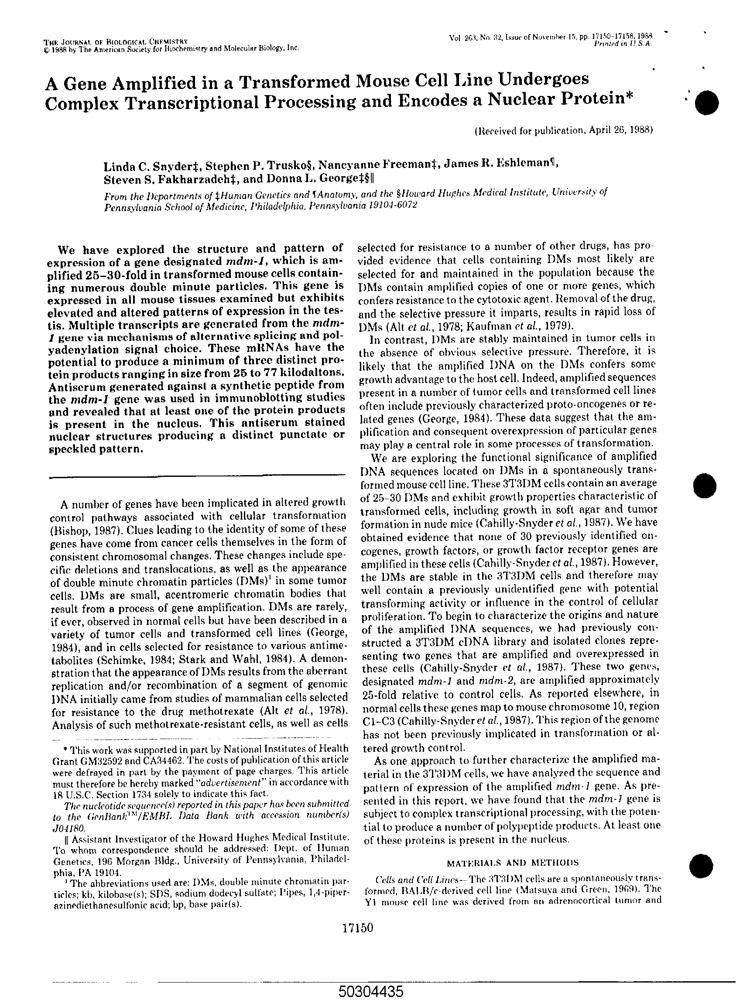 THE JOURNAL OF BIOLOGICAL CHEMISTRY
© 1988 by The American Society for Biochemistry and Molecular Biology, Inc.
Vol. 263, No. 32, Issue of November 15, pp. 17150-17158, 1988
Printed in U.S.A.
A Gene Amplified in a Transformed Mouse Cell Line Undergoes
Complex Transcriptional Processing and Encodes a Nuclear Protein*
(Received for publication, April 26, 1988)
Linda C. Snyder‡, Stephen P. Trusko§, Nancyanne Freeman‡, James R. Eshleman¶,
Steven S. Fakharzadeh‡, and Donna L. George‡§‖
From the Departments of ‡Human Genetics and ¶Anatomy, and the §Howard Hughes Medical Institute, University of
Pennsylvania School of Medicine, Philadelphia, Pennsylvania 19104-6072
We have explored the structure and pattern of
expression of a gene designated mdm-1, which is am-
plified 25–30-fold in transformed mouse cells contain-
ing numerous double minute particles. This gene is
expressed in all mouse tissues examined but exhibits
elevated and altered patterns of expression in the tes-
tis. Multiple transcripts are generated from the mdm-
1 gene via mechanisms of alternative splicing and pol-
yadenylation signal choice. These mRNAs have the
potential to produce a minimum of three distinct pro-
tein products ranging in size from 25 to 77 kilodaltons.
Antiserum generated against a synthetic peptide from
the mdm-1 gene was used in immunoblotting studies
and revealed that at least one of the protein products
is present in the nucleus. This antiserum stained
nuclear structures producing a distinct punctate or
speckled pattern.
A number of genes have been implicated in altered growth
control pathways associated with cellular transformation
(Bishop, 1987). Clues leading to the identity of some of these
genes have come from cancer cells themselves in the form of
consistent chromosomal changes. These changes include spe-
cific deletions and translocations, as well as the appearance
of double minute chromatin particles (DMs)¹ in some tumor
cells. DMs are small, acentromeric chromatin bodies that
result from a process of gene amplification. DMs are rarely,
if ever, observed in normal cells but have been described in a
variety of tumor cells and transformed cell lines (George,
1984), and in cells selected for resistance to various antime-
tabolites (Schimke, 1984; Stark and Wahl, 1984). A demon-
stration that the appearance of DMs results from the aberrant
replication and/or recombination of a segment of genomic
DNA initially came from studies of mammalian cells selected
for resistance to the drug methotrexate (Alt et al., 1978).
Analysis of such methotrexate-resistant cells, as well as cells
* This work was supported in part by National Institutes of Health
Grant GM32592 and CA34462. The costs of publication of this article
were defrayed in part by the payment of page charges. This article
must therefore be hereby marked "advertisement" in accordance with
18 U.S.C. Section 1734 solely to indicate this fact.
The nucleotide sequence(s) reported in this paper has been submitted
to the GenBank™/EMBL Data Bank with accession number(s)
J04180.
‖ Assistant Investigator of the Howard Hughes Medical Institute.
To whom correspondence should be addressed: Dept. of Human
Genetics, 196 Morgan Bldg., University of Pennsylvania, Philadel-
phia, PA 19104.
¹ The abbreviations used are: DMs, double minute chromatin par-
ticles; kb, kilobase(s); SDS, sodium dodecyl sulfate; Pipes, 1,4-piper-
azinediethanesulfonic acid; bp, base pair(s).
selected for resistance to a number of other drugs, has pro-
vided evidence that cells containing DMs most likely are
selected for and maintained in the population because the
DMs contain amplified copies of one or more genes, which
confers resistance to the cytotoxic agent. Removal of the drug,
and the selective pressure it imparts, results in rapid loss of
DMs (Alt et al., 1978; Kaufman et al., 1979).
In contrast, DMs are stably maintained in tumor cells in
the absence of obvious selective pressure. Therefore, it is
likely that the amplified DNA on the DMs confers some
growth advantage to the host cell. Indeed, amplified sequences
present in a number of tumor cells and transformed cell lines
often include previously characterized proto-oncogenes or re-
lated genes (George, 1984). These data suggest that the am-
plification and consequent overexpression of particular genes
may play a central role in some processes of transformation.
We are exploring the functional significance of amplified
DNA sequences located on DMs in a spontaneously trans-
formed mouse cell line. These 3T3DM cells contain an average
of 25-30 DMs and exhibit growth properties characteristic of
transformed cells, including growth in soft agar and tumor
formation in nude mice (Cahilly-Snyder et al., 1987). We have
obtained evidence that none of 30 previously identified on-
cogenes, growth factors, or growth factor receptor genes are
amplified in these cells (Cahilly-Snyder et al., 1987). However,
the DMs are stable in the 3T3DM cells and therefore may
well contain a previously unidentified gene with potential
transforming activity or influence in the control of cellular
proliferation. To begin to characterize the origins and nature
of the amplified DNA sequences, we had previously con-
structed a 3T3DM cDNA library and isolated clones repre-
senting two genes that are amplified and overexpressed in
these cells (Cahilly-Snyder et al., 1987). These two genes,
designated mdm-1 and mdm-2, are amplified approximately
25-fold relative to control cells. As reported elsewhere, in
normal cells these genes map to mouse chromosome 10, region
C1-C3 (Cahilly-Snyder et al., 1987). This region of the genome
has not been previously implicated in transformation or al-
tered growth control.
As one approach to further characterize the amplified ma-
terial in the 3T3DM cells, we have analyzed the sequence and
pattern of expression of the amplified mdm-1 gene. As pre-
sented in this report, we have found that the mdm-1 gene is
subject to complex transcriptional processing, with the poten-
tial to produce a number of polypeptide products. At least one
of these proteins is present in the nucleus.
MATERIALS AND METHODS
Cells and Cell Lines—The 3T3DM cells are a spontaneously trans-
formed, BALB/c-derived cell line (Matsuya and Green, 1969). The
Y1 mouse cell line was derived from an adrenocortical tumor and
17150
50304435